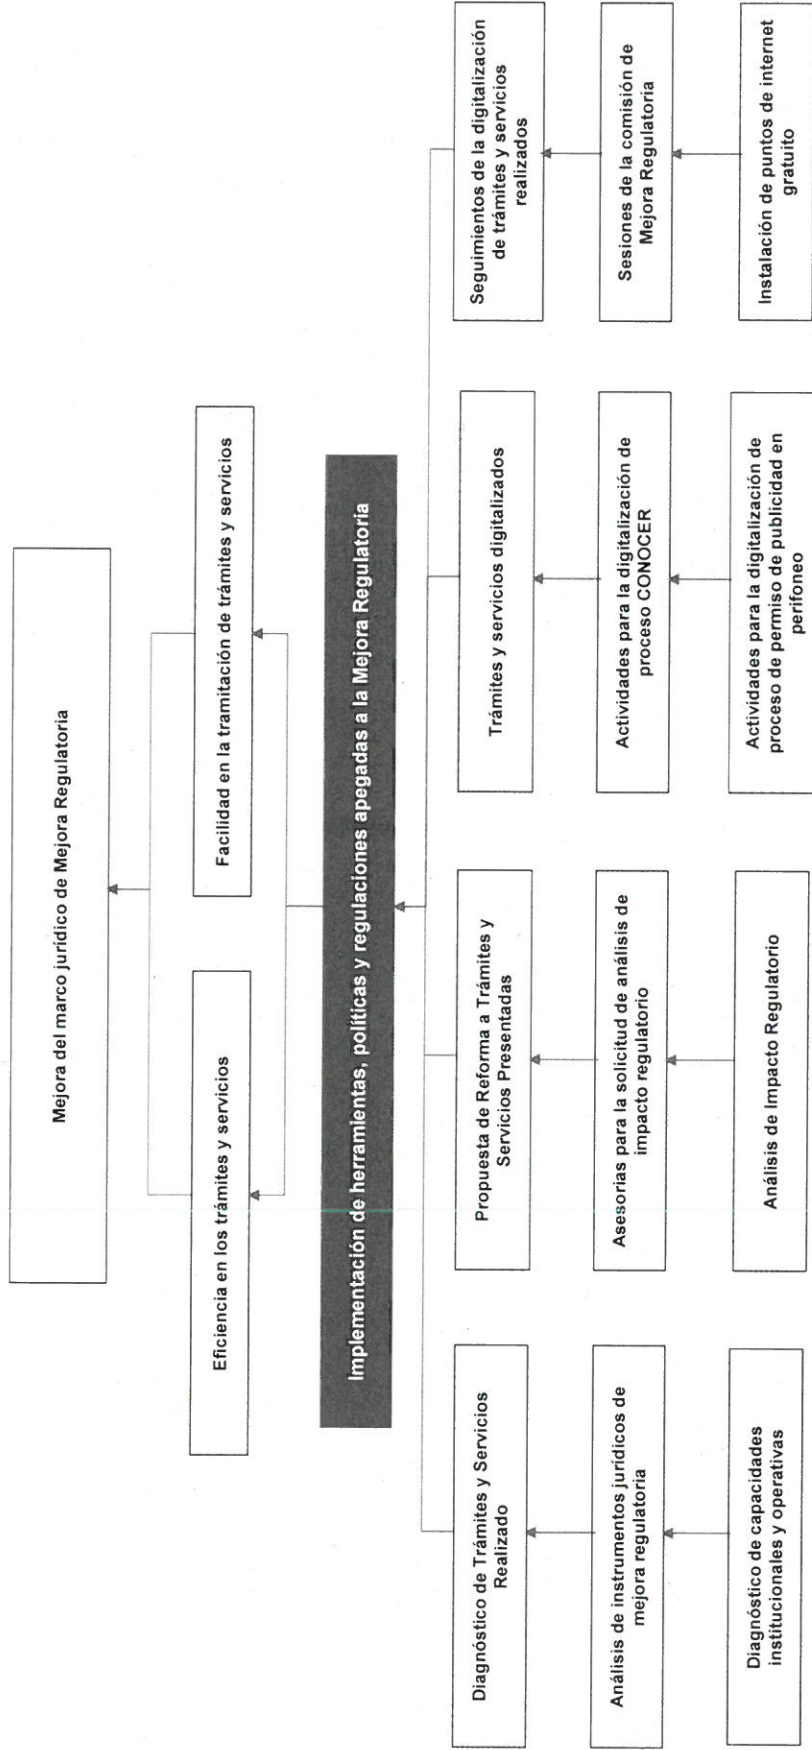 Mejora del marco jurídico de Mejora Regulatoria
Eficiencia en los trámites y servicios
Facilidad en la tramitación de trámites y servicios
Implementación de herramientas, políticas y regulaciones apegadas a la Mejora Regulatoria
Diagnóstico de Trámites y Servicios
Realizado
Propuesta de Reforma a Trámites y
Servicios Presentadas
Trámites y servicios digitalizados
Seguimientos de la digitalización
de trámites y servicios
realizados
Análisis de instrumentos jurídicos de
mejora regulatoria
Asesorias para la solicitud de análisis de
impacto regulatorio
Actividades para la digitalización de
proceso CONOCER
Sesiones de la comisión de
Mejora Regulatoria
Diagnóstico de capacidades
institucionales y operativas
Análisis de Impacto Regulatorio
Actividades para la digitalización de
proceso de permiso de publicidad en
perifoneo
Instalación de puntos de internet
gratuito